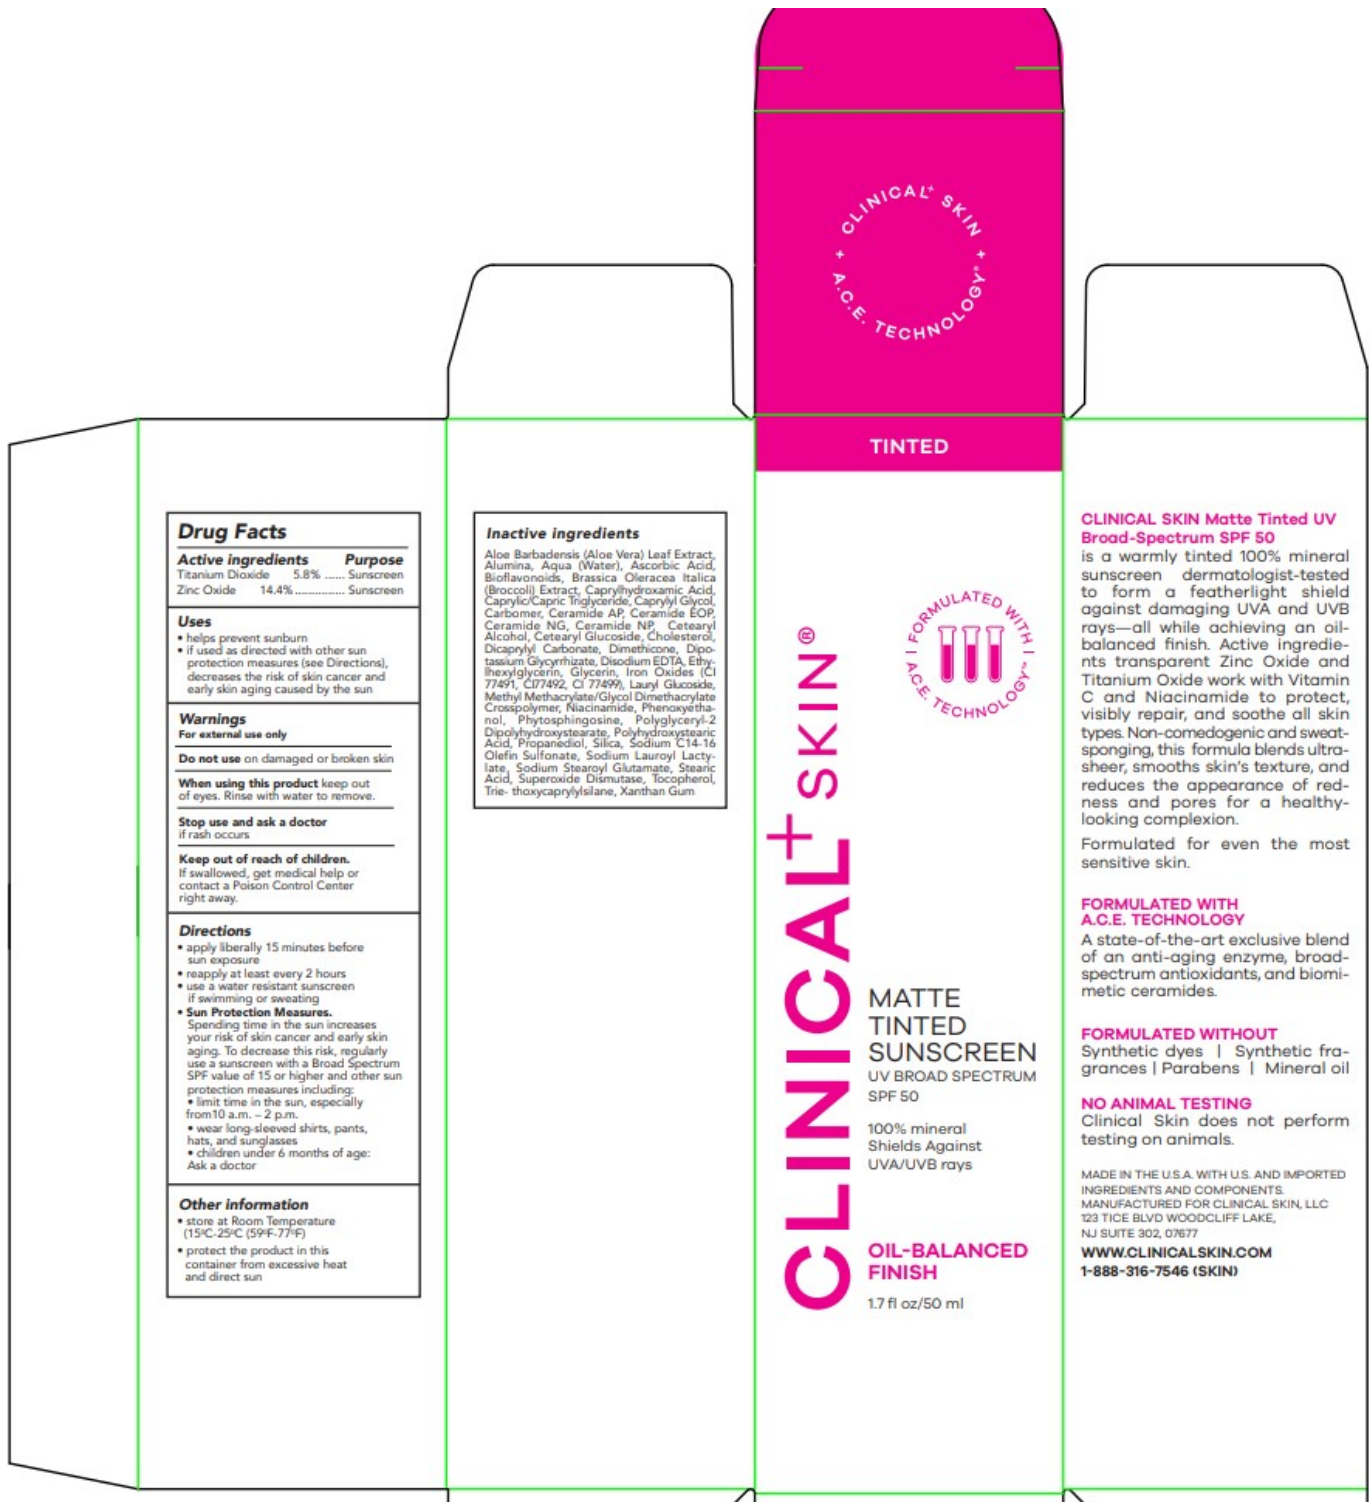 CLINICAL+ SKIN
+ A.C.E. TECHNOLOGY® +
TINTED
Drug Facts
Active ingredients Purpose
Titanium Dioxide 5.8% ...... Sunscreen
Zinc Oxide 14.4% ............... Sunscreen
Uses
• helps prevent sunburn
• if used as directed with other sun
protection measures (see Directions),
decreases the risk of skin cancer and
early skin aging caused by the sun
Warnings
For external use only
Do not use on damaged or broken skin
When using this product keep out
of eyes. Rinse with water to remove.
Stop use and ask a doctor
if rash occurs
Keep out of reach of children.
If swallowed, get medical help or
contact a Poison Control Center
right away.
Directions
• apply liberally 15 minutes before
sun exposure
• reapply at least every 2 hours
• use a water resistant sunscreen
if swimming or sweating
• Sun Protection Measures.
Spending time in the sun increases
your risk of skin cancer and early skin
aging. To decrease this risk, regularly
use a sunscreen with a Broad Spectrum
SPF value of 15 or higher and other sun
protection measures including:
• limit time in the sun, especially
from10 a.m. – 2 p.m.
• wear long-sleeved shirts, pants,
hats, and sunglasses
• children under 6 months of age:
Ask a doctor
Other information
• store at Room Temperature
(15ºC-25ºC (59ºF-77ºF)
• protect the product in this
container from excessive heat
and direct sun
Inactive ingredients
Aloe Barbadensis (Aloe Vera) Leaf Extract,
Alumina, Aqua (Water), Ascorbic Acid,
Bioflavonoids, Brassica Oleracea Italica
(Broccoli) Extract, Caprylhydroxamic Acid,
Caprylic/Capric Triglyceride, Caprylyl Glycol,
Carbomer, Ceramide AP, Ceramide EOP,
Ceramide NG, Ceramide NP, Cetearyl
Alcohol, Cetearyl Glucoside, Cholesterol,
Dicaprylyl Carbonate, Dimethicone, Dipo-
tassium Glycyrrhizate, Disodium EDTA, Ethy-
lhexylglycerin, Glycerin, Iron Oxides (CI
77491, CI77492, CI 77499), Lauryl Glucoside,
Methyl Methacrylate/Glycol Dimethacrylate
Crosspolymer, Niacinamide, Phenoxyetha-
nol, Phytosphingosine, Polyglyceryl-2
Dipolyhydroxystearate, Polyhydroxystearic
Acid, Propanediol, Silica, Sodium C14-16
Olefin Sulfonate, Sodium Lauroyl Lacty-
late, Sodium Stearoyl Glutamate, Stearic
Acid, Superoxide Dismutase, Tocopherol,
Trie- thoxycaprylylsilane, Xanthan Gum
CLINICAL+ SKIN®
FORMULATED WITH
A.C.E. TECHNOLOGY™
MATTE
TINTED
SUNSCREEN
UV BROAD SPECTRUM
SPF 50
100% mineral
Shields Against
UVA/UVB rays
OIL-BALANCED
FINISH
1.7 fl oz/50 ml
CLINICAL SKIN Matte Tinted UV
Broad-Spectrum SPF 50
is a warmly tinted 100% mineral
sunscreen dermatologist-tested
to form a featherlight shield
against damaging UVA and UVB
rays—all while achieving an oil-
balanced finish. Active ingredie-
nts transparent Zinc Oxide and
Titanium Oxide work with Vitamin
C and Niacinamide to protect,
visibly repair, and soothe all skin
types. Non-comedogenic and sweat-
sponging, this formula blends ultra-
sheer, smooths skin's texture, and
reduces the appearance of red-
ness and pores for a healthy-
looking complexion.
Formulated for even the most
sensitive skin.
FORMULATED WITH
A.C.E. TECHNOLOGY
A state-of-the-art exclusive blend
of an anti-aging enzyme, broad-
spectrum antioxidants, and biomi-
metic ceramides.
FORMULATED WITHOUT
Synthetic dyes | Synthetic fra-
grances | Parabens | Mineral oil
NO ANIMAL TESTING
Clinical Skin does not perform
testing on animals.
MADE IN THE U.S.A. WITH U.S. AND IMPORTED
INGREDIENTS AND COMPONENTS.
MANUFACTURED FOR CLINICAL SKIN, LLC
123 TICE BLVD WOODCLIFF LAKE,
NJ SUITE 302, 07677
WWW.CLINICALSKIN.COM
1-888-316-7546 (SKIN)